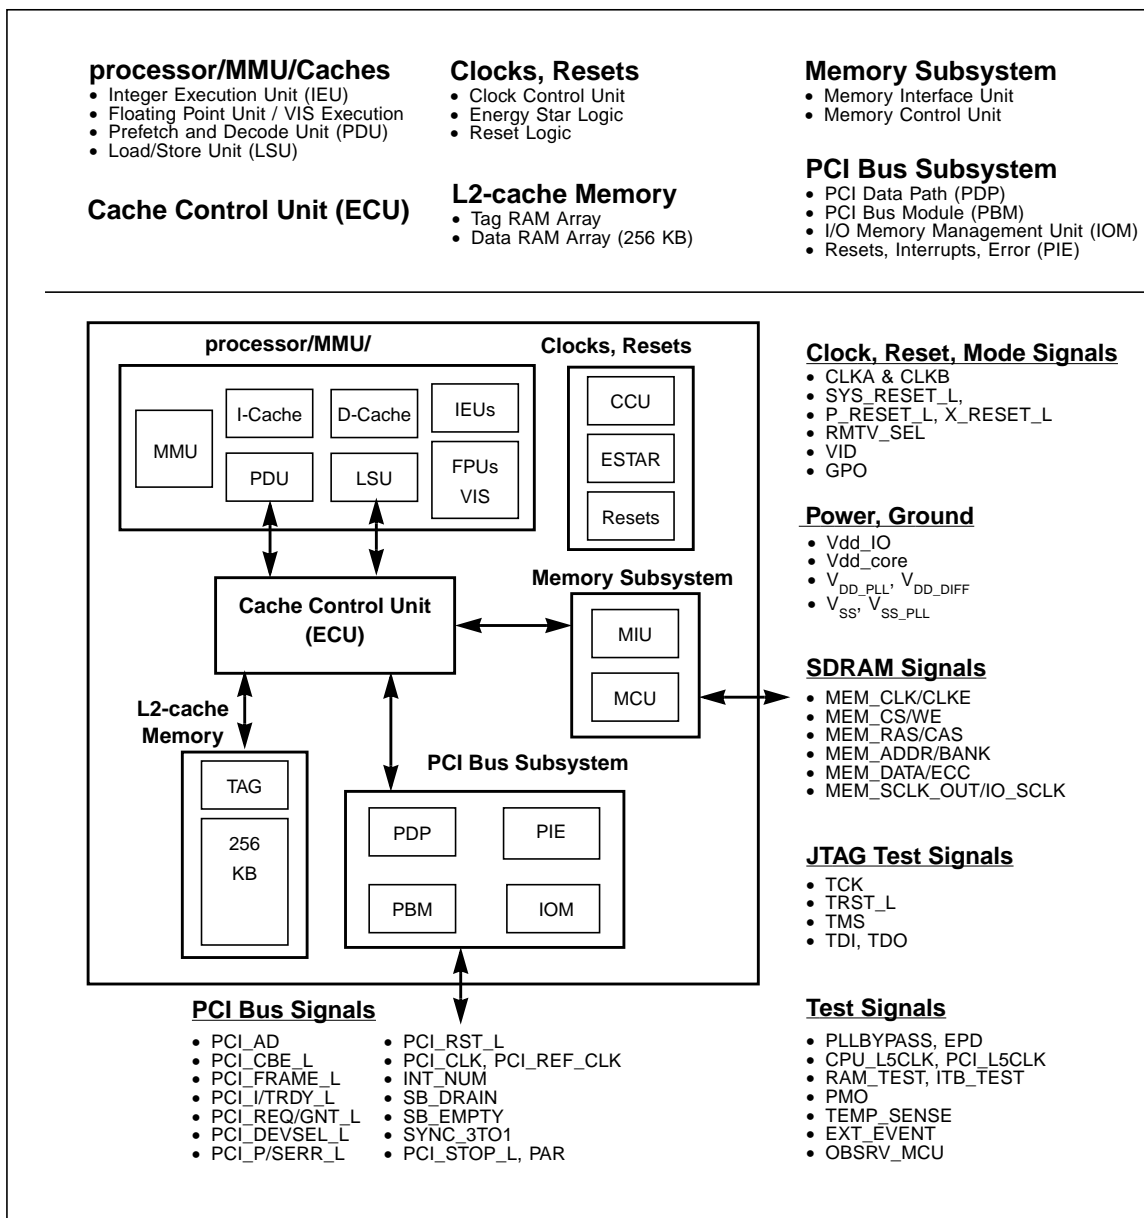 processor/MMU/Caches
• Integer Execution Unit (IEU)
• Floating Point Unit / VIS Execution
• Prefetch and Decode Unit (PDU)
• Load/Store Unit (LSU)
Cache Control Unit (ECU)
Clocks, Resets
• Clock Control Unit
• Energy Star Logic
• Reset Logic
L2-cache Memory
• Tag RAM Array
• Data RAM Array (256 KB)
Memory Subsystem
• Memory Interface Unit
• Memory Control Unit
PCI Bus Subsystem
• PCI Data Path (PDP)
• PCI Bus Module (PBM)
• I/O Memory Management Unit (IOM)
• Resets, Interrupts, Error (PIE)
processor/MMU/
MMU
I-Cache
D-Cache
IEUs
PDU
LSU
FPUs
VIS
Clocks, Resets
CCU
ESTAR
Resets
Cache Control Unit
(ECU)
Memory Subsystem
MIU
MCU
L2-cache
Memory
TAG
256
KB
PCI Bus Subsystem
PDP
PIE
PBM
IOM
Clock, Reset, Mode Signals
• CLKA & CLKB
• SYS_RESET_L,
• P_RESET_L, X_RESET_L
• RMTV_SEL
• VID
• GPO
Power, Ground
• Vdd_IO
• Vdd_core
• VDD_PLL, VDD_DIFF
• VSS, VSS_PLL
SDRAM Signals
• MEM_CLK/CLKE
• MEM_CS/WE
• MEM_RAS/CAS
• MEM_ADDR/BANK
• MEM_DATA/ECC
• MEM_SCLK_OUT/IO_SCLK
JTAG Test Signals
• TCK
• TRST_L
• TMS
• TDI, TDO
PCI Bus Signals
• PCI_AD
• PCI_CBE_L
• PCI_FRAME_L
• PCI_I/TRDY_L
• PCI_REQ/GNT_L
• PCI_DEVSEL_L
• PCI_P/SERR_L
• PCI_RST_L
• PCI_CLK, PCI_REF_CLK
• INT_NUM
• SB_DRAIN
• SB_EMPTY
• SYNC_3TO1
• PCI_STOP_L, PAR
Test Signals
• PLLBYPASS, EPD
• CPU_L5CLK, PCI_L5CLK
• RAM_TEST, ITB_TEST
• PMO
• TEMP_SENSE
• EXT_EVENT
• OBSRV_MCU